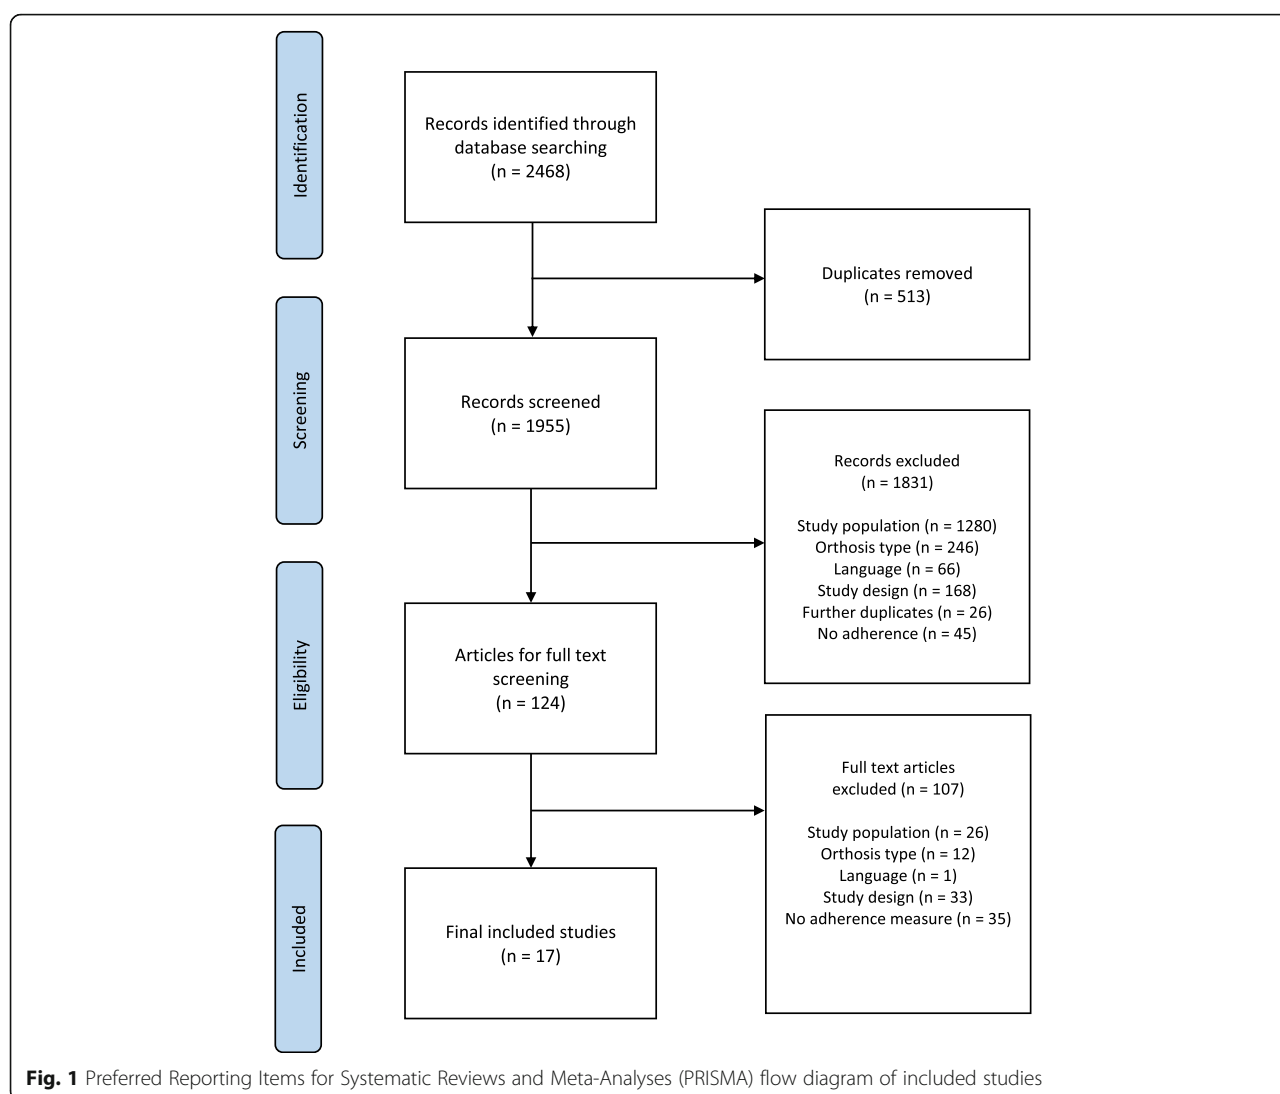 Identification
Records identified through
database searching
(n = 2468)
Duplicates removed
(n = 513)
Screening
Records screened
(n = 1955)
Records excluded
(n = 1831)
Study population (n = 1280)
Orthosis type (n = 246)
Language (n = 66)
Study design (n = 168)
Further duplicates (n = 26)
No adherence (n = 45)
Eligibility
Articles for full text
screening
(n = 124)
Full text articles
excluded (n = 107)
Study population (n = 26)
Orthosis type (n = 12)
Language (n = 1)
Study design (n = 33)
No adherence measure (n = 35)
Included
Final included studies
(n = 17)
Fig. 1 Preferred Reporting Items for Systematic Reviews and Meta-Analyses (PRISMA) flow diagram of included studies